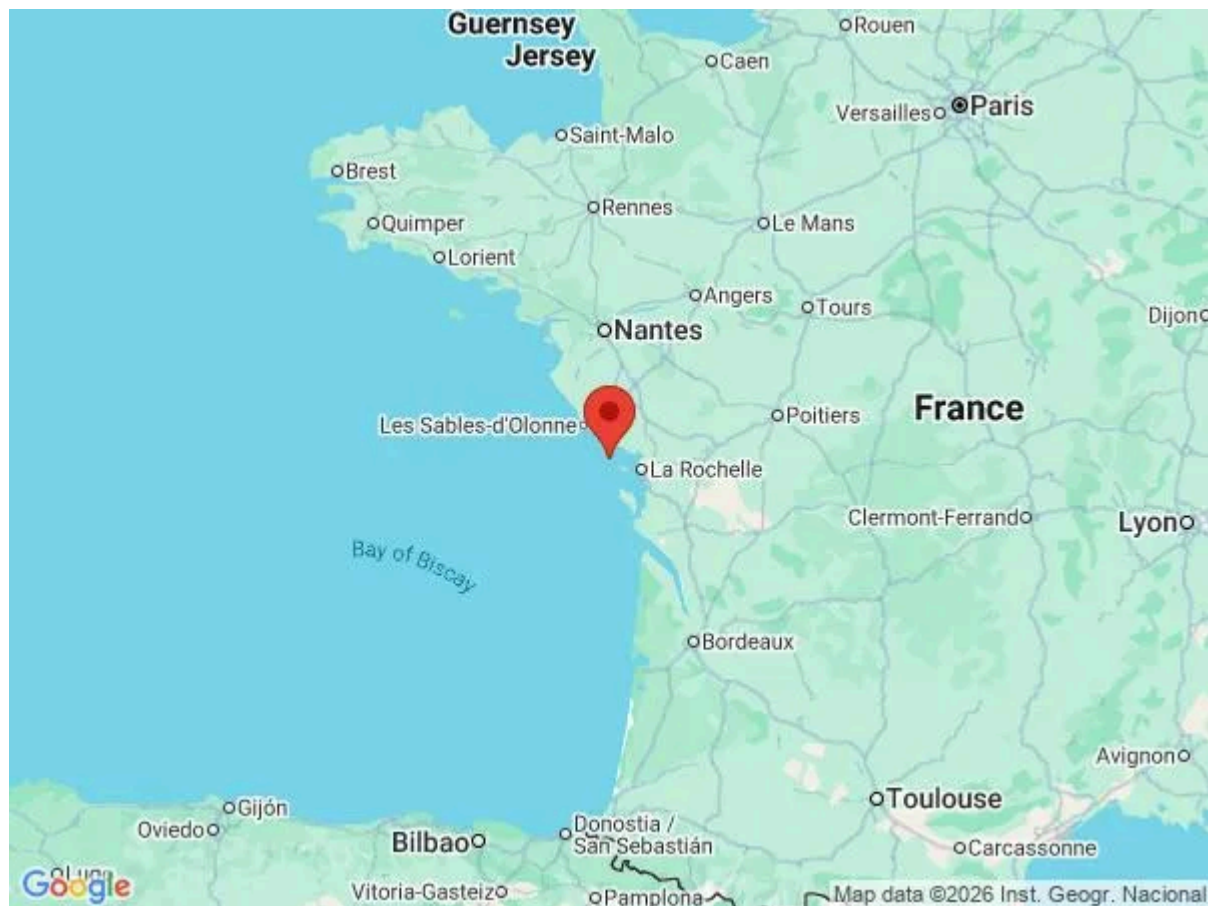 Guernsey
Jersey
Rouen
Caen
Versailles
Paris
Saint-Malo
Brest
Rennes
Quimper
Le Mans
Lorient
Angers
Tours
Dijon
Nantes
France
Poitiers
Les Sables-d'Olonne
La Rochelle
Clermont-Ferrand
Lyon
Bay of Biscay
Bordeaux
Avignon
Toulouse
Gijón
Oviedo
Donostia /
San Sebastián
Bilbao
Carcassonne
Google
Vitoria-Gasteiz
Pamplona
Map data ©2026 Inst. Geogr. Nacional